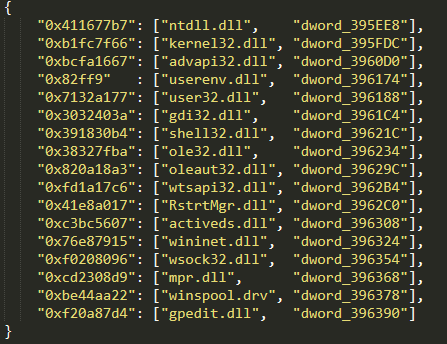 {
"0x411677b7": ["ntdll.dll", "dword_395EE8"],
"0xb1fc7f66": ["kernel32.dll", "dword_395FDC"],
"0xbcfa1667": ["advapi32.dll", "dword_3960D0"],
"0x82ff9" : ["userenv.dll", "dword_396174"],
"0x7132a177": ["user32.dll", "dword_396188"],
"0x3032403a": ["gdi32.dll", "dword_3961C4"],
"0x391830b4": ["shell32.dll", "dword_39621C"],
"0x38327fba": ["ole32.dll", "dword_396234"],
"0x820a18a3": ["oleaut32.dll", "dword_39629C"],
"0xfd1a17c6": ["wtsapi32.dll", "dword_3962B4"],
"0x41e8a017": ["RstrtMgr.dll", "dword_3962C0"],
"0xc3bc5607": ["activeds.dll", "dword_396308"],
"0x76e87915": ["wininet.dll", "dword_396324"],
"0xf0208096": ["wsock32.dll", "dword_396354"],
"0xcd2308d9": ["mpr.dll", "dword_396368"],
"0xbe44aa22": ["winspool.drv", "dword_396378"],
"0xf20a87d4": ["gpedit.dll", "dword_396390"]
}